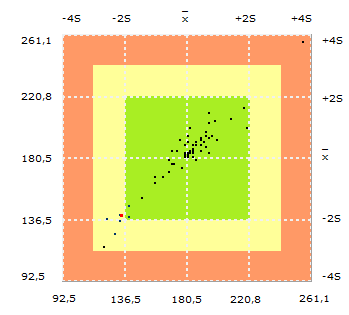 -4S -2S x̅ +2S +4S
261,1 +4S
220,8 +2S
180,5 x̅
136,5 -2S
92,5 -4S
92,5 136,5 180,5 220,8 261,1